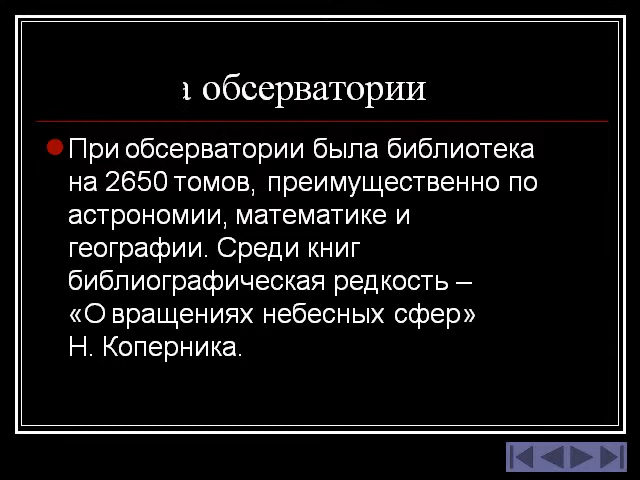 а обсерватории
При обсерватории была библиотека
на 2650 томов, преимущественно по
астрономии, математике и
географии. Среди книг
библиографическая редкость –
«О вращениях небесных сфер»
Н. Коперника.